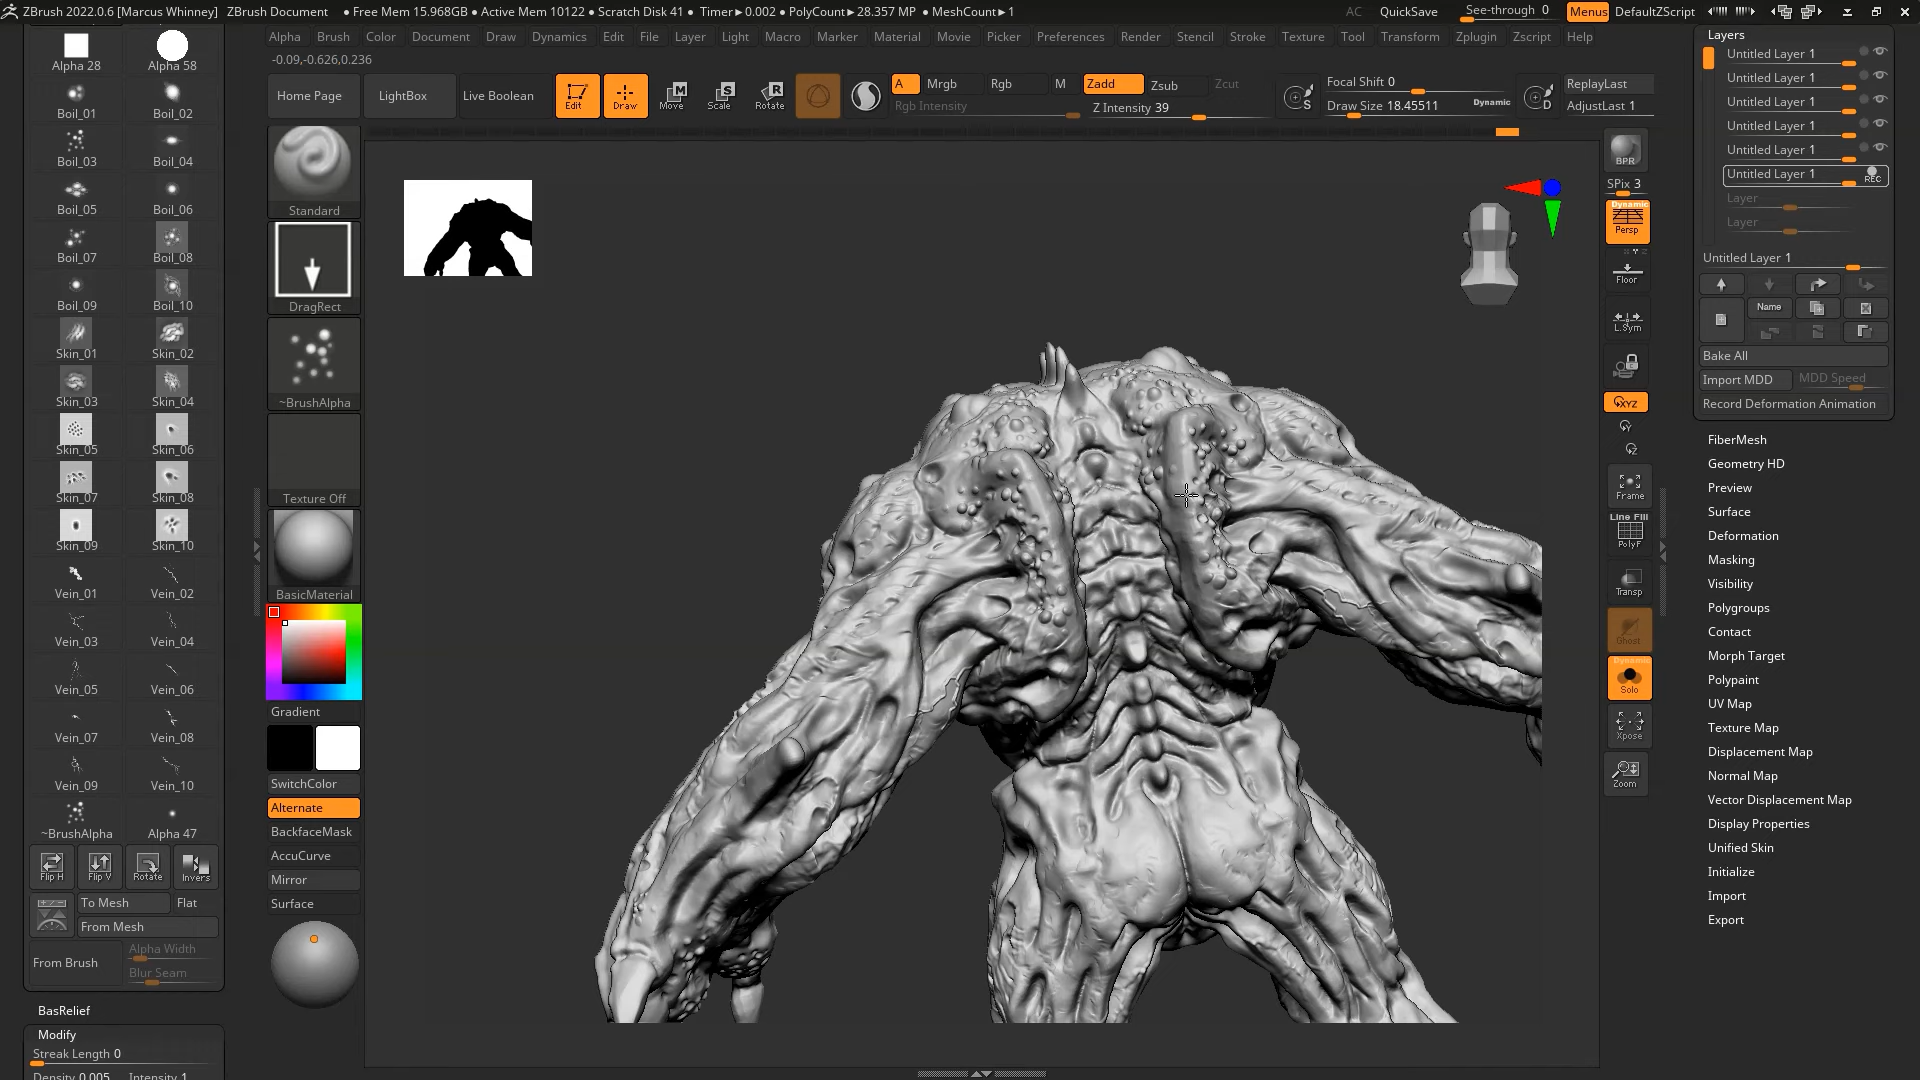 ZBrush 2022.0.6 [Marcus Whinney] ZBrush Document • Free Mem 15.968GB • Active Mem 10122 • Scratch Disk 41 • Timer►0.002 • PolyCount►28.357 MP • MeshCount►1 AC QuickSave See-through 0 Menus DefaultZScript
Alpha Brush Color Document Draw Dynamics Edit File Layer Light Macro Marker Material Movie Picker Preferences Render Stencil Stroke Texture Tool Transform Zplugin Zscript Help
-0.09,-0.626,0.236
Home Page LightBox Live Boolean Edit Draw Move Scale Rotate A Mrgb Rgb M Zadd Zsub Zcut
Rgb Intensity Z Intensity 39
Focal Shift 0
Draw Size 18.45511 Dynamic
ReplayLast
AdjustLast 1
Alpha 28 Alpha 58
Boil_01 Boil_02
Boil_03 Boil_04
Boil_05 Boil_06
Boil_07 Boil_08
Boil_09 Boil_10
Skin_01 Skin_02
Skin_03 Skin_04
Skin_05 Skin_06
Skin_07 Skin_08
Skin_09 Skin_10
Vein_01 Vein_02
Vein_03 Vein_04
Vein_05 Vein_06
Vein_07 Vein_08
Vein_09 Vein_10
~BrushAlpha Alpha 47
Flip H Flip V Rotate Invers
To Mesh Flat
From Mesh
From Brush
Alpha Width
Blur Seam
BasRelief
Modify
Streak Length 0
Density 0.005 Intensity 1
Standard
DragRect
~BrushAlpha
Texture Off
BasicMaterial
Gradient
SwitchColor
Alternate
BackfaceMask
AccuCurve
Mirror
Surface
BPR
SPix 3
Dynamic
Persp
Floor
L.Sym
XYZ
Frame
Line Fill
PolyF
Transp
Ghost
Dynamic
Solo
Xpose
Zoom
Layers
Untitled Layer 1
Untitled Layer 1
Untitled Layer 1
Untitled Layer 1
Untitled Layer 1
Untitled Layer 1 REC
Layer
Layer
Untitled Layer 1
Name
Bake All
Import MDD MDD Speed
Record Deformation Animation
FiberMesh
Geometry HD
Preview
Surface
Deformation
Masking
Visibility
Polygroups
Contact
Morph Target
Polypaint
UV Map
Texture Map
Displacement Map
Normal Map
Vector Displacement Map
Display Properties
Unified Skin
Initialize
Import
Export